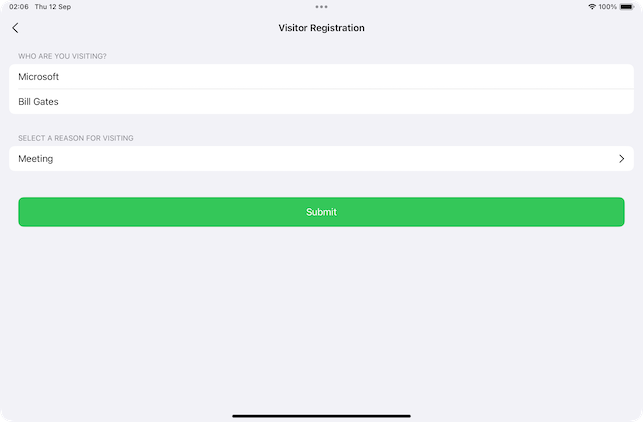 02:06 Thu 12 Sep 100%
Visitor Registration
WHO ARE YOU VISITING?
Microsoft
Bill Gates
SELECT A REASON FOR VISITING
Meeting
Submit